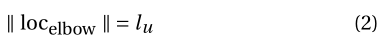 ‖ loc_elbow ‖ = l_u (2)